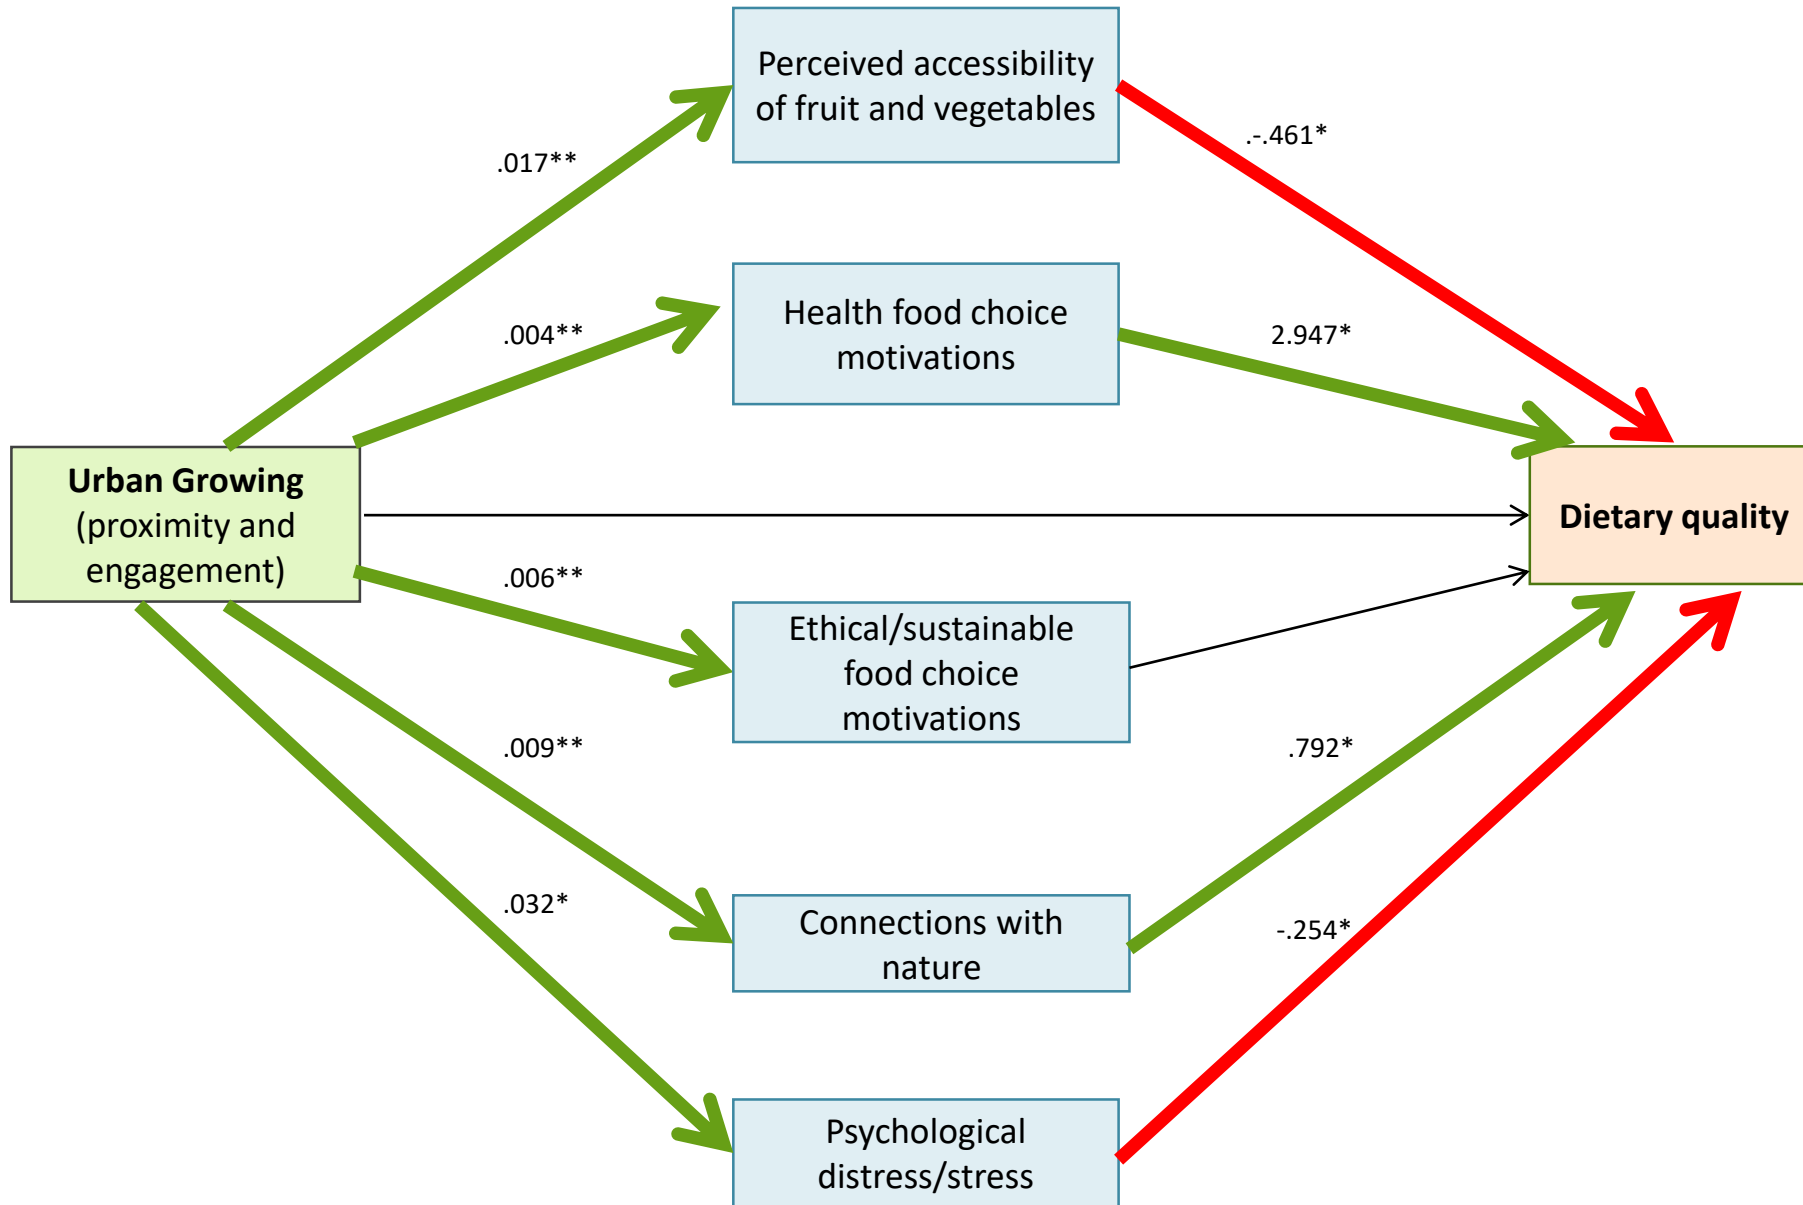 Perceived accessibility
of fruit and vegetables
.017**
.-.461*
Health food choice
motivations
.004**
2.947*
Urban Growing
(proximity and
engagement)
Dietary quality
.006**
Ethical/sustainable
food choice
motivations
.009**
.792*
Connections with
nature
.032*
-.254*
Psychological
distress/stress